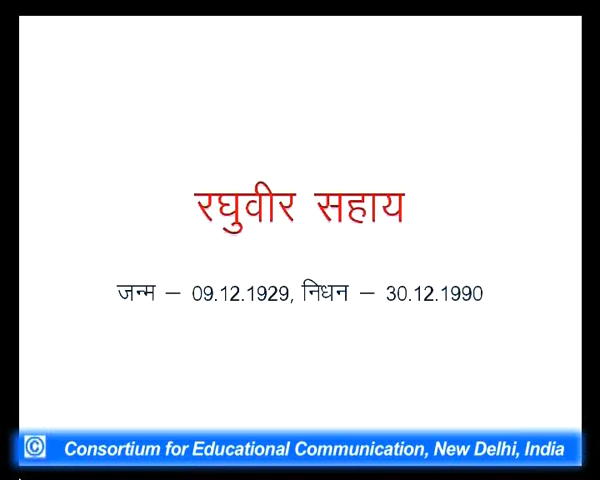 रघुवीर सहाय
जन्म – 09.12.1929, निधन – 30.12.1990
© Consortium for Educational Communication, New Delhi, India